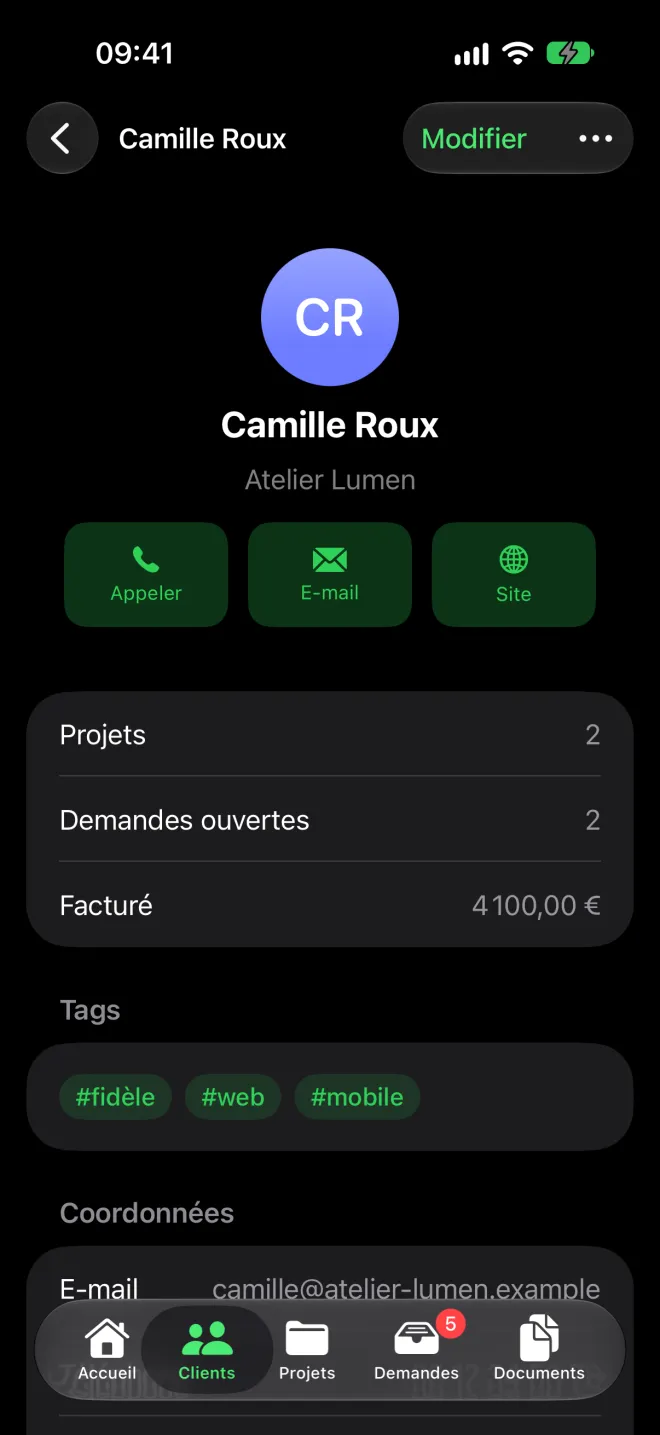 09:41
Camille Roux
Modifier
CR
Camille Roux
Atelier Lumen
Appeler
E-mail
Site
Projets 2
Demandes ouvertes 2
Facturé 4 100,00 €
Tags
#fidèle #web #mobile
Coordonnées
E-mail camille@atelier-lumen.example
5
Accueil Clients Projets Demandes Documents